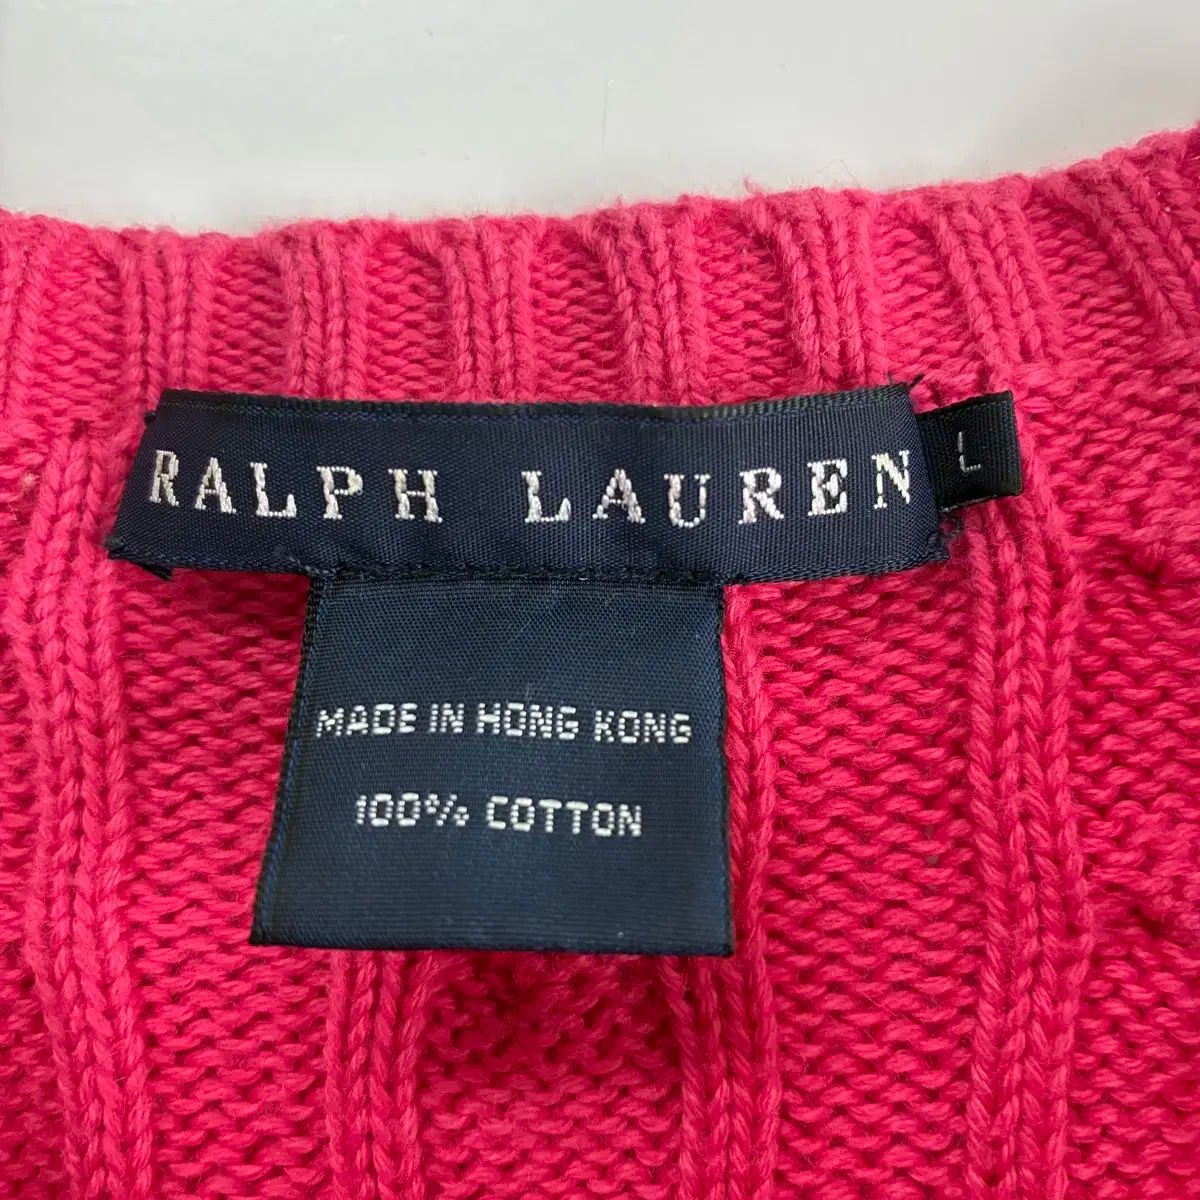 RALPH LAUREN
L
MADE IN HONG KONG
100% COTTON